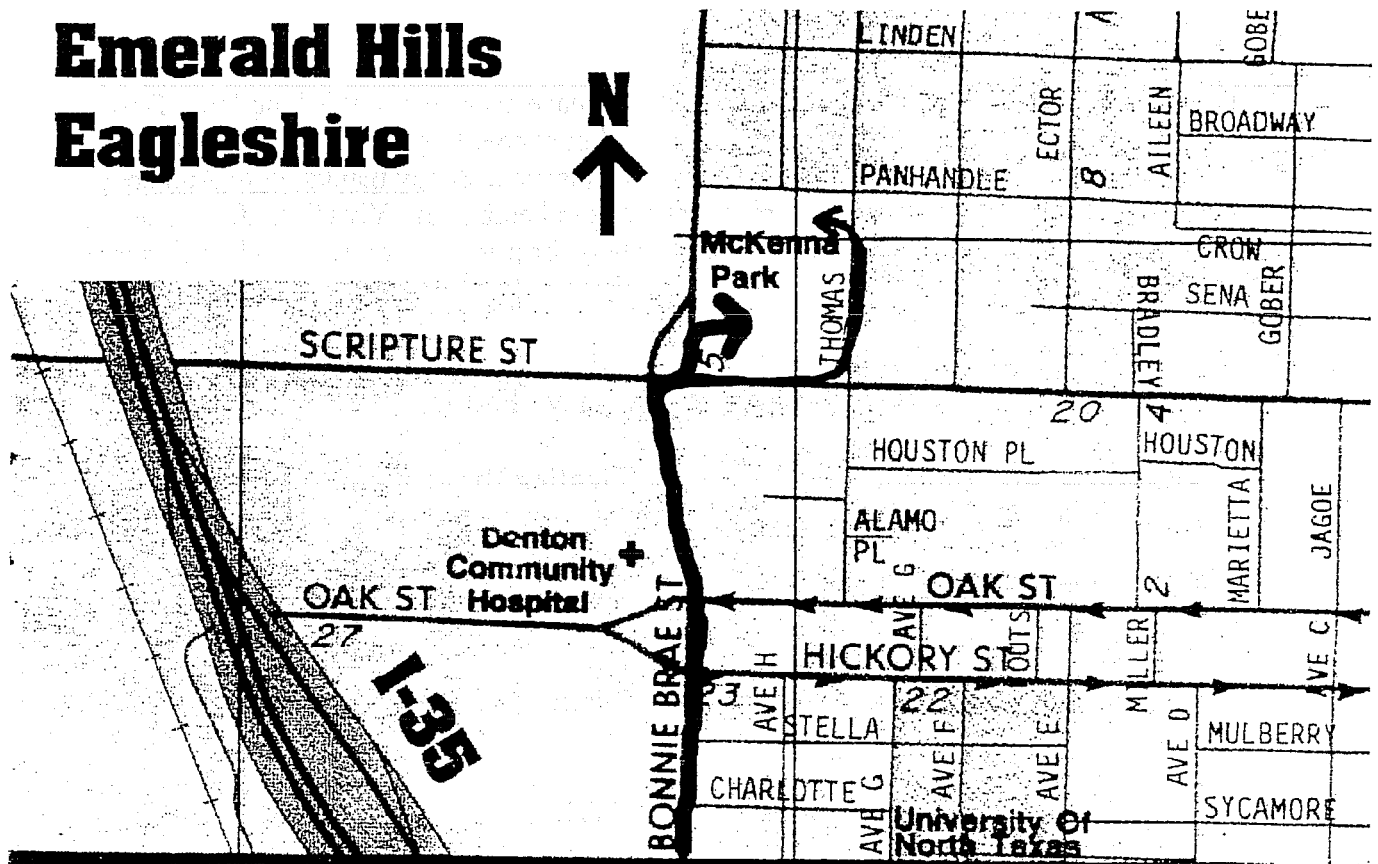 Emerald Hills
Eagleshire
N
LINDEN
GOBE
ECTOR
AILEEN
BROADWAY
PANHANDLE
8
McKenna
Park
CROW
THOMAS
BRADLEY
SENA
GOBER
SCRIPTURE ST
5
20
4
HOUSTON PL
HOUSTON
MARIETTA
JAGOE
ALAMO
PL
Denton
Community
Hospital
OAK ST
27
AVE G
OAK ST
2
BONNIE BRAE ST
HICKORY ST
OUTS
MILLER
AVE C
I-35
23
AVE H
22
STELLA
AVE F
AVE E
AVE D
MULBERRY
CHARLOTTE
AVE G
SYCAMORE
University Of
North Texas